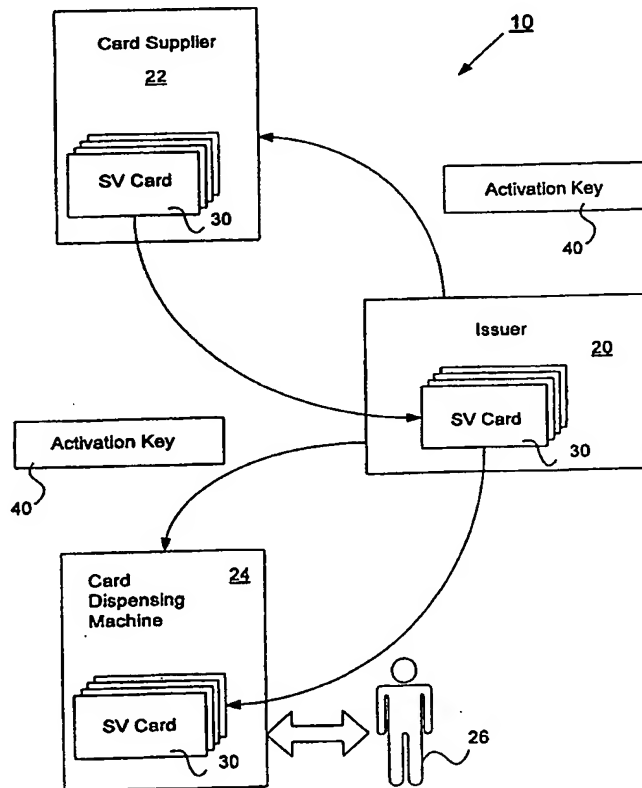 10
Card Supplier
22
SV Card
30
Activation Key
40
Issuer
20
SV Card
30
Activation Key
40
Card
Dispensing
Machine
24
SV Card
30
26